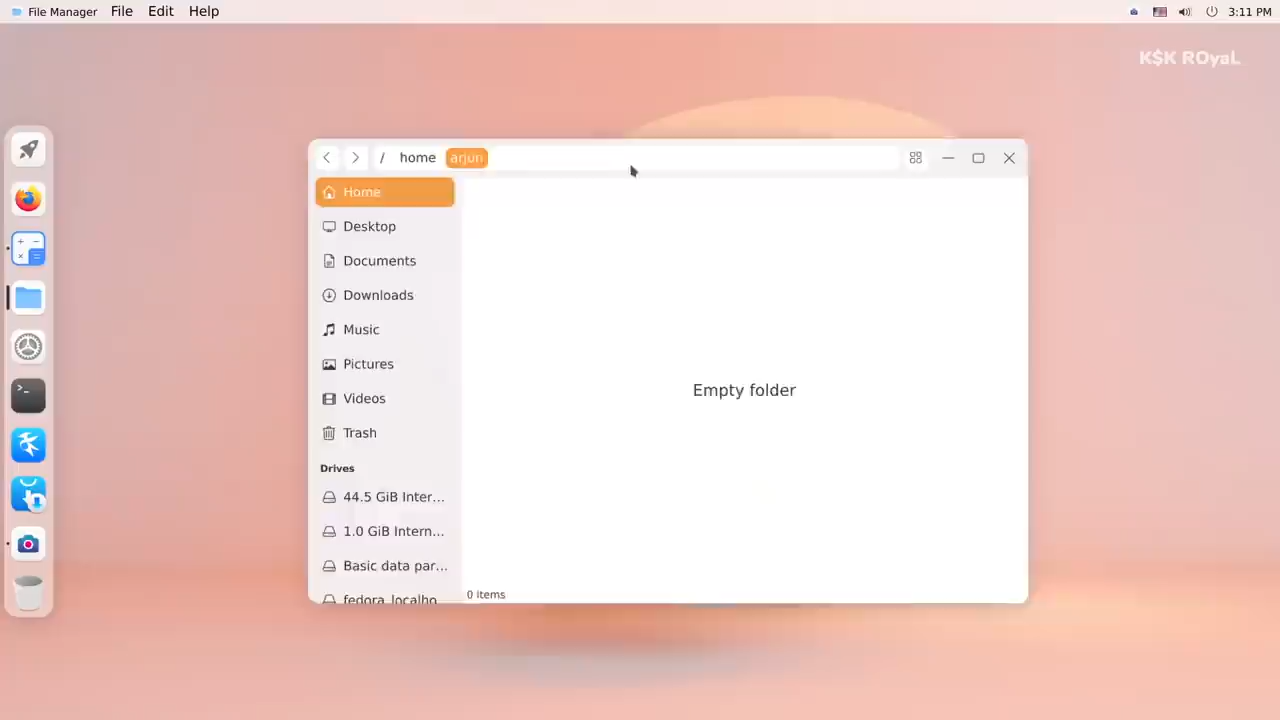 File Manager File Edit Help 3:11 PM
K$K ROyaL
/ home arjun
Home
Desktop
Documents
Downloads
Music
Pictures
Videos
Trash
Drives
44.5 GiB Inter...
1.0 GiB Intern...
Basic data par...
fedora_localho
Empty folder
0 items